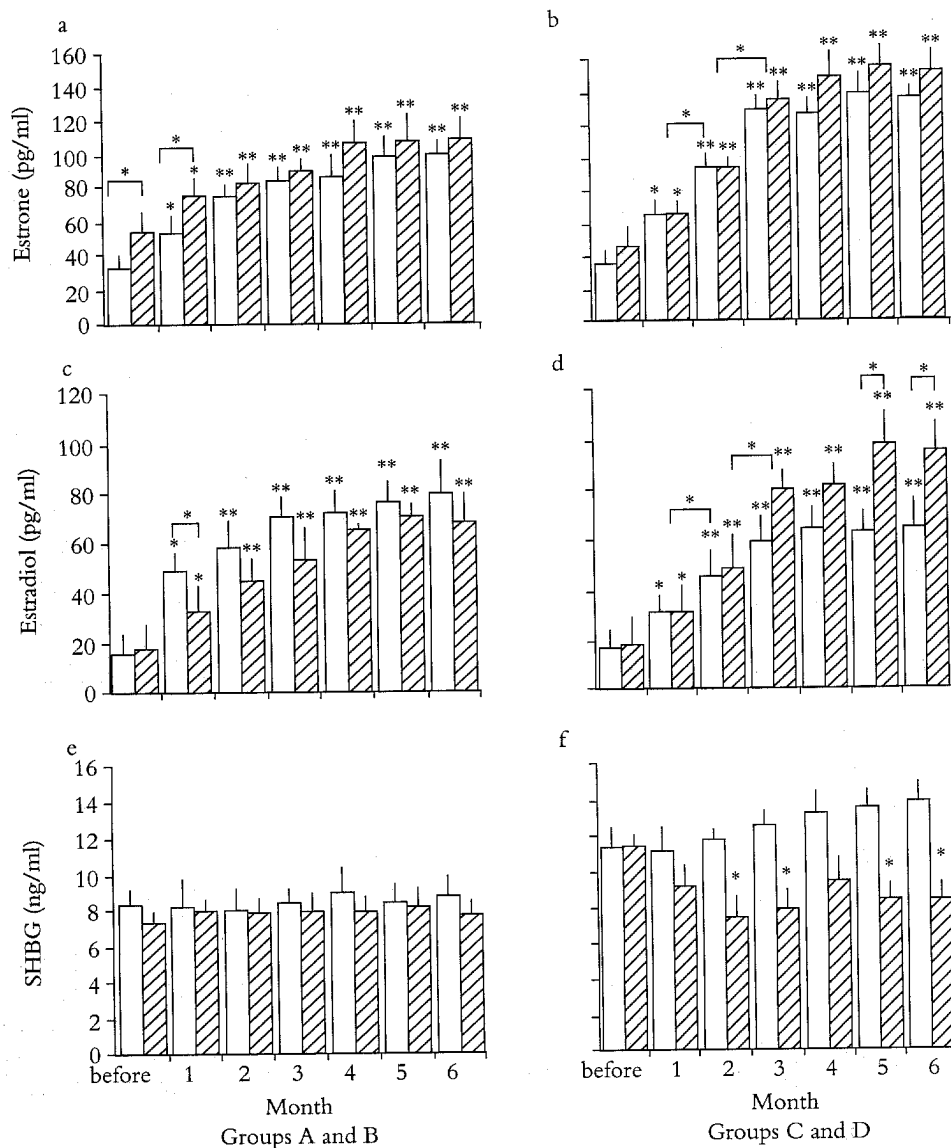 a
160
140
120
100
80
60
40
20
0
Estrone (pg/ml)
* * * * ** ** ** ** ** ** ** ** ** **
b
* * * * ** ** * ** ** ** ** ** ** ** **
c
120
100
80
60
40
20
0
Estradiol (pg/ml)
* * * ** ** ** ** ** ** ** ** ** **
d
* * * ** ** * ** ** ** ** * ** ** * ** **
e
16
14
12
10
8
6
4
2
0
SHBG (ng/ml)
before 1 2 3 4 5 6
Month
Groups A and B
f
* * * *
before 1 2 3 4 5 6
Month
Groups C and D